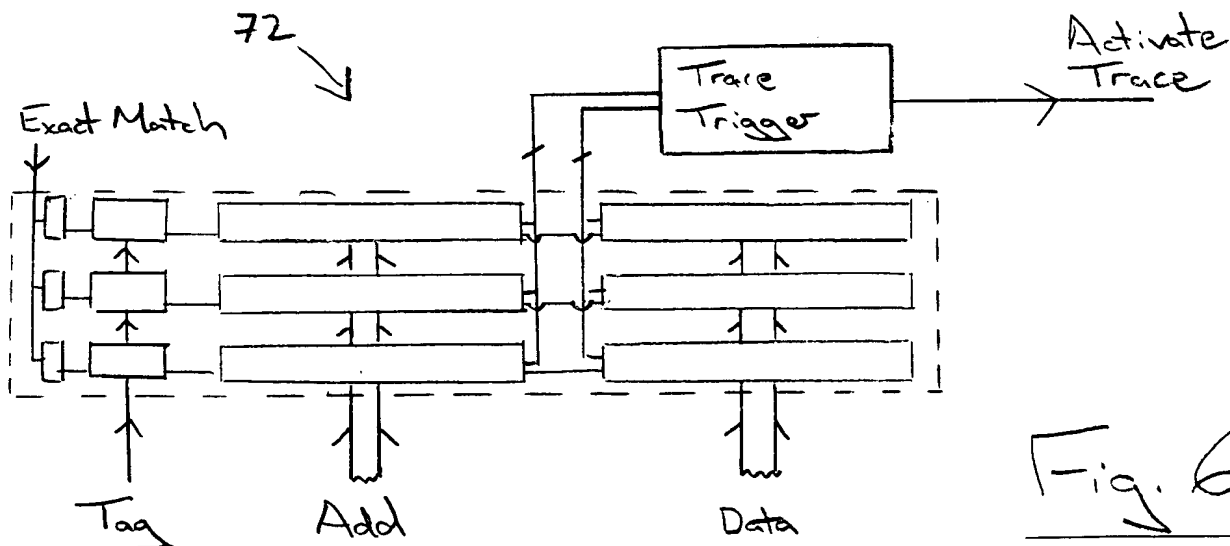 72
Activate
Trace
Trace
Trigger
Exact Match
Tag
Add
Data
Fig. 6